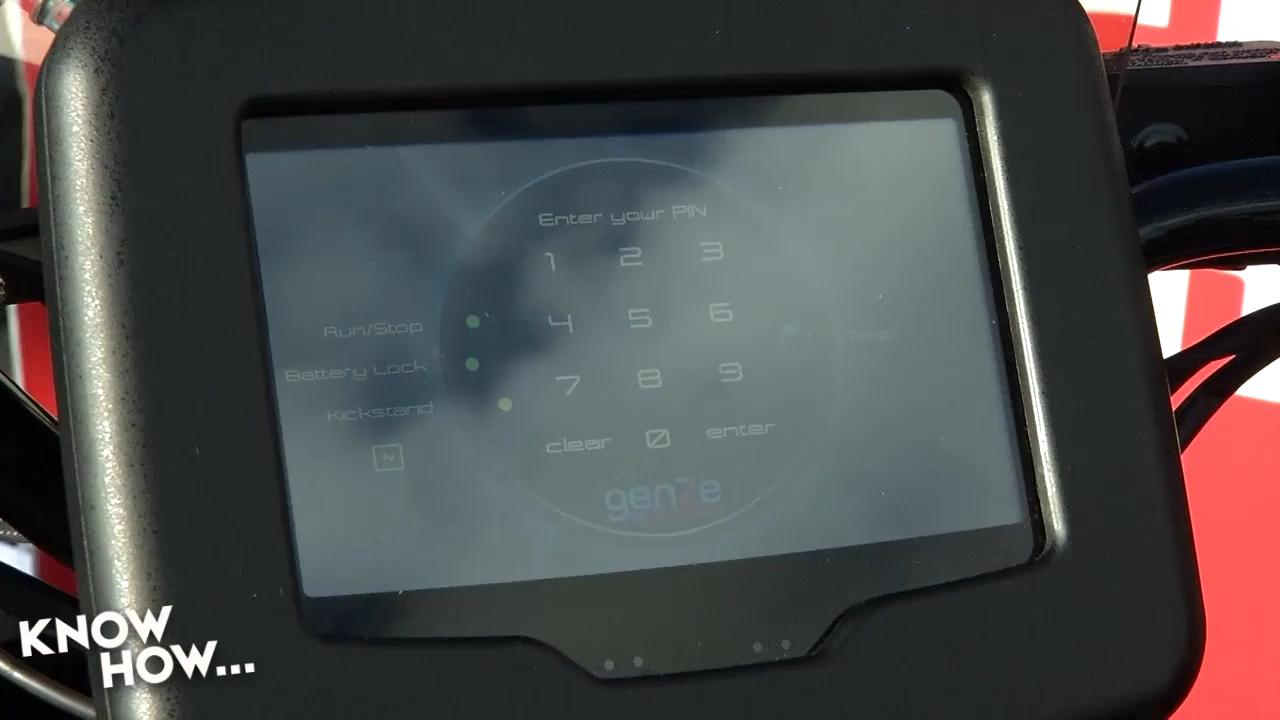 Enter your PIN
1 2 3
Run/Stop
4 5 6
Battery Lock
7 8 9
Kickstand
clear 0 enter
N
genZe
KNOW
HOW...